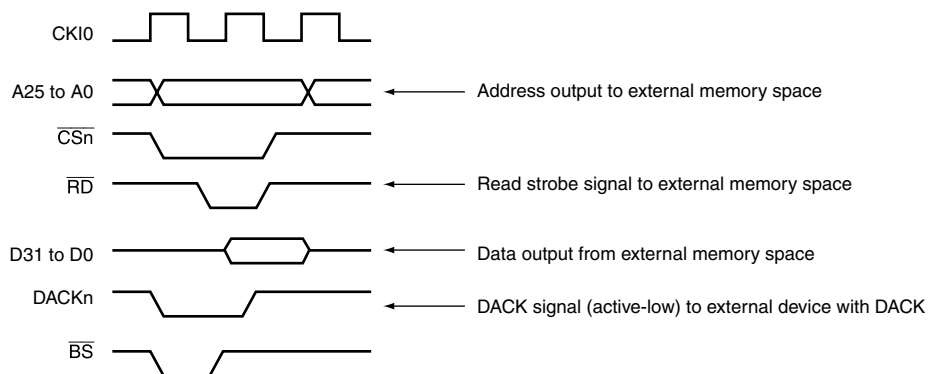 CKI0
A25 to A0
Address output to external memory space
CSn
RD
Read strobe signal to external memory space
D31 to D0
Data output from external memory space
DACKn
DACK signal (active-low) to external device with DACK
BS